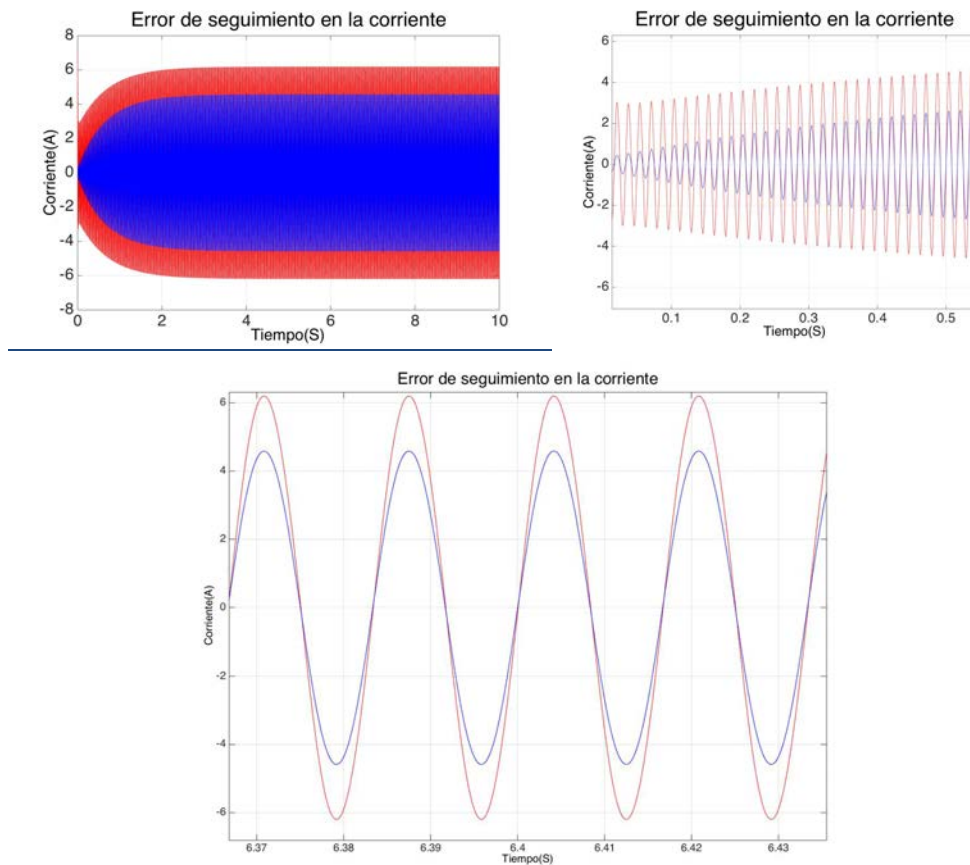 Error de seguimiento en la corriente
8
6
4
2
0
-2
-4
-6
-8
Corriente(A)
0 2 4 6 8 10
Tiempo(S)
Error de seguimiento en la corriente
6
4
2
0
-2
-4
-6
Corriente(A)
0.1 0.2 0.3 0.4 0.5
Tiempo(S)
Error de seguimiento en la corriente
6
4
2
0
-2
-4
-6
Corriente(A)
6.37 6.38 6.39 6.4 6.41 6.42 6.43
Tiempo(S)